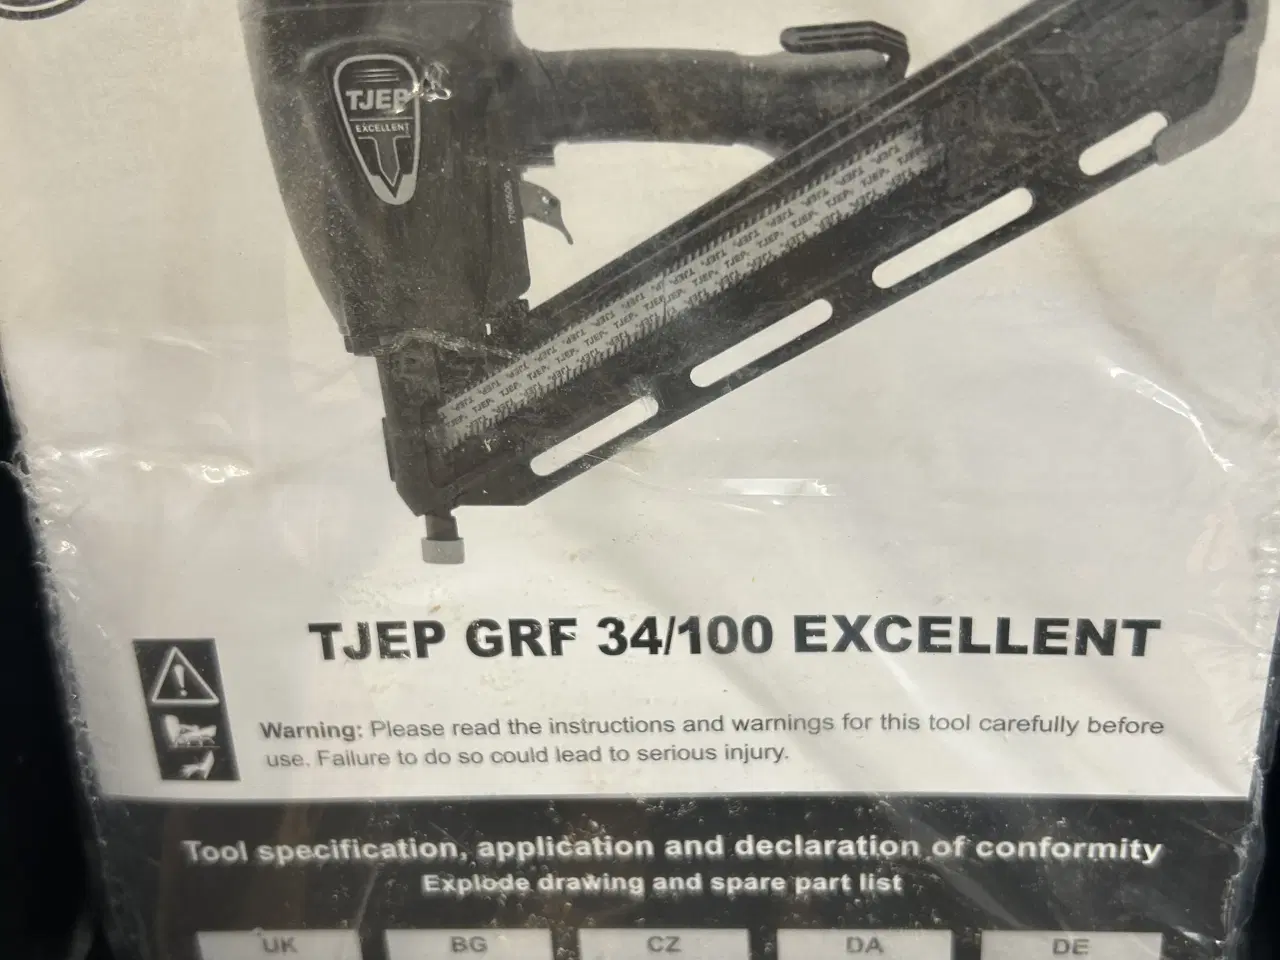 TJEP
EXCELLENT
TJEP GRF 34/100 EXCELLENT
Warning: Please read the instructions and warnings for this tool carefully before
use. Failure to do so could lead to serious injury.
Tool specification, application and declaration of conformity
Explode drawing and spare part list
UK BG CZ DA DE